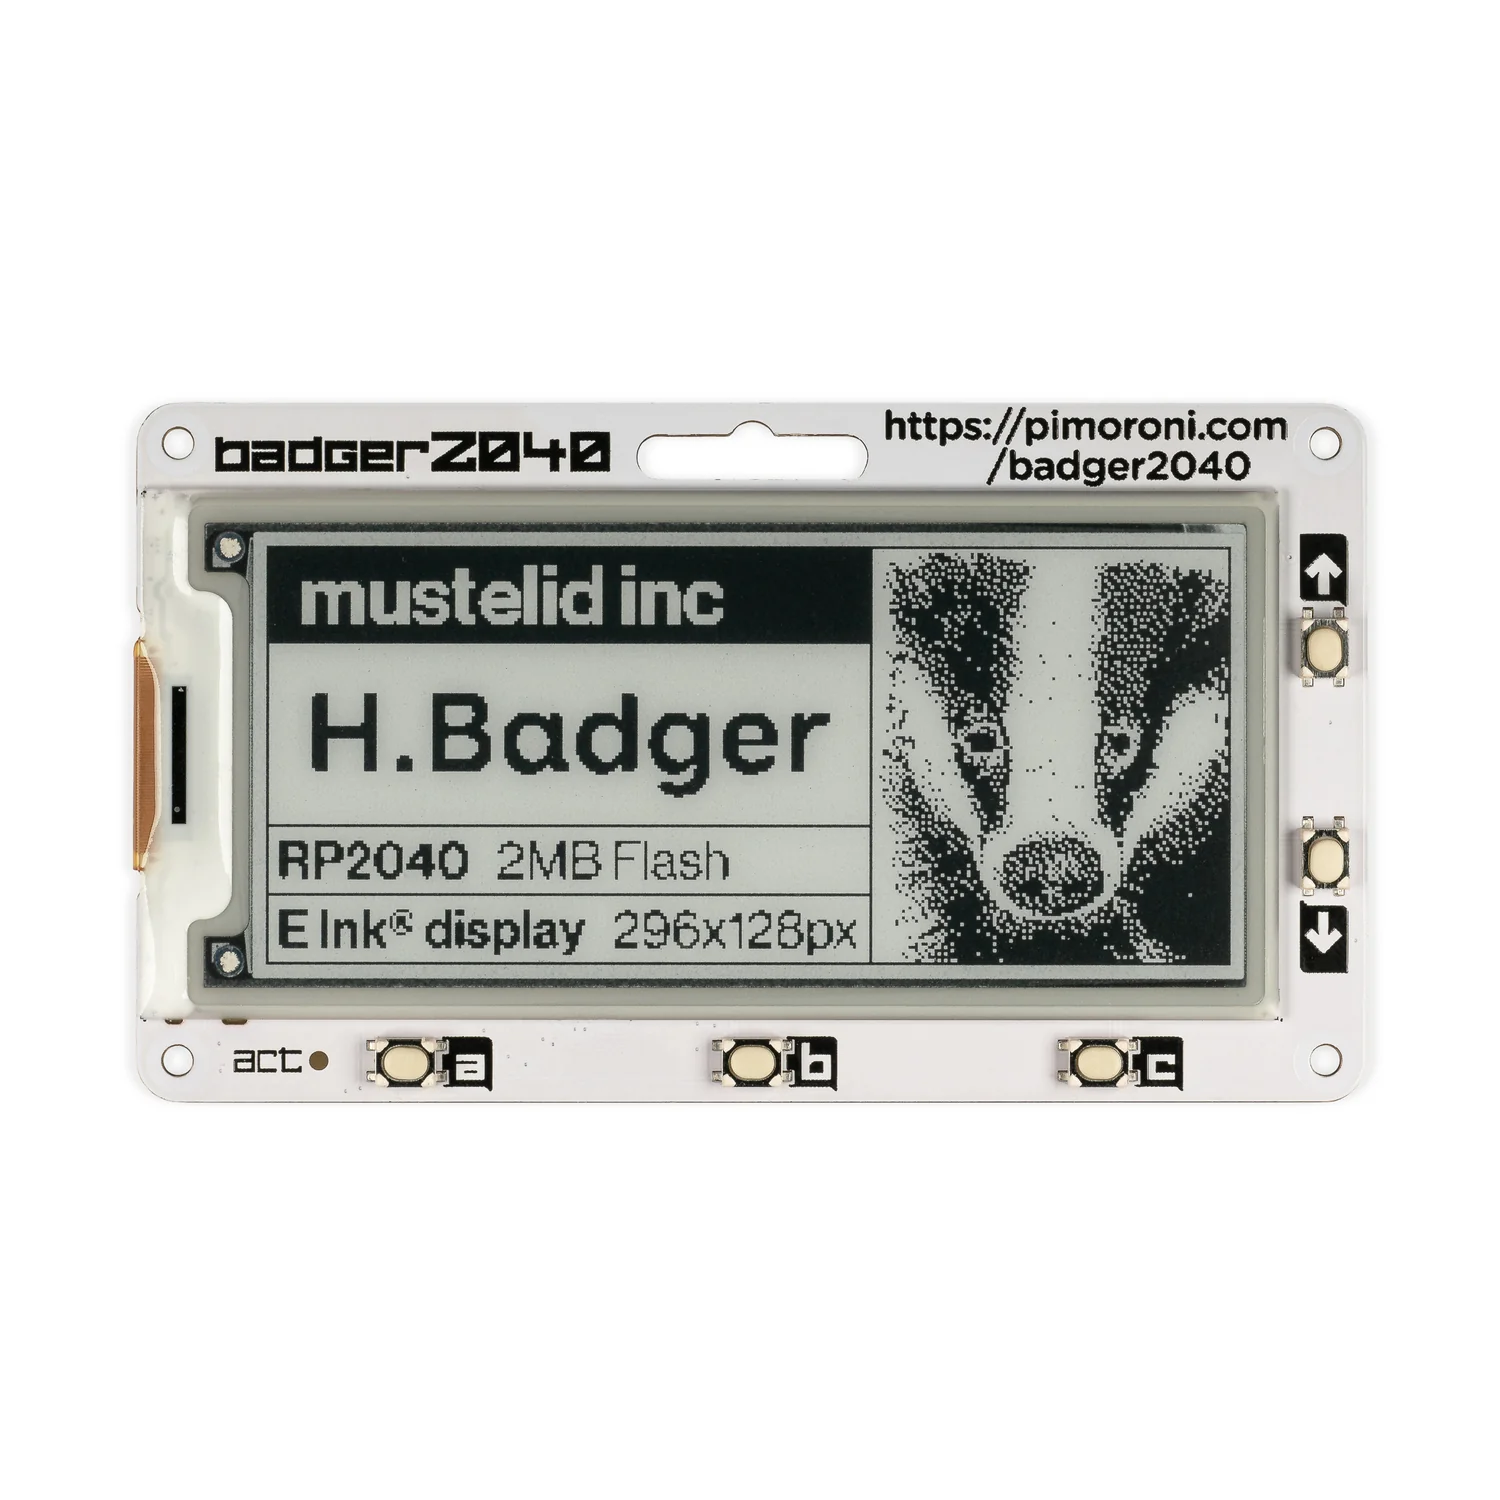 badger2040
https://pimoroni.com
/badger2040
mustelid inc
H.Badger
RP2040 2MB Flash
E Ink® display 296x128px
act
a
b
c